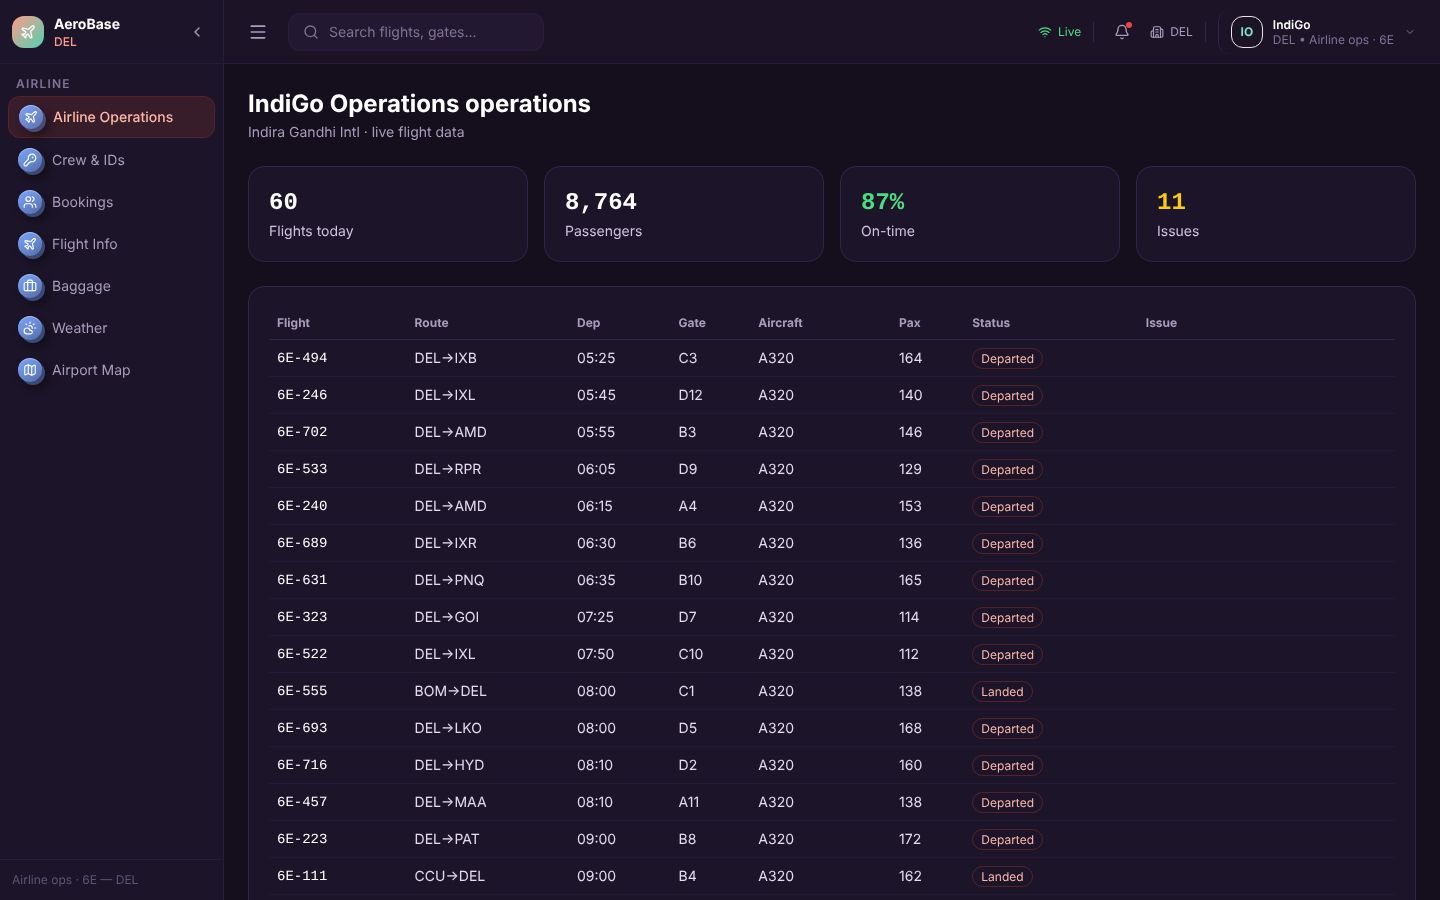 AeroBase
DEL
Search flights, gates...
Live
DEL
IO
IndiGo
DEL • Airline ops · 6E
AIRLINE
Airline Operations
Crew & IDs
Bookings
Flight Info
Baggage
Weather
Airport Map
Airline ops · 6E — DEL
IndiGo Operations operations
Indira Gandhi Intl · live flight data
60
Flights today
8,764
Passengers
87%
On-time
11
Issues
Flight Route Dep Gate Aircraft Pax Status Issue
6E-494 DEL→IXB 05:25 C3 A320 164 Departed
6E-246 DEL→IXL 05:45 D12 A320 140 Departed
6E-702 DEL→AMD 05:55 B3 A320 146 Departed
6E-533 DEL→RPR 06:05 D9 A320 129 Departed
6E-240 DEL→AMD 06:15 A4 A320 153 Departed
6E-689 DEL→IXR 06:30 B6 A320 136 Departed
6E-631 DEL→PNQ 06:35 B10 A320 165 Departed
6E-323 DEL→GOI 07:25 D7 A320 114 Departed
6E-522 DEL→IXL 07:50 C10 A320 112 Departed
6E-555 BOM→DEL 08:00 C1 A320 138 Landed
6E-693 DEL→LKO 08:00 D5 A320 168 Departed
6E-716 DEL→HYD 08:10 D2 A320 160 Departed
6E-457 DEL→MAA 08:10 A11 A320 138 Departed
6E-223 DEL→PAT 09:00 B8 A320 172 Departed
6E-111 CCU→DEL 09:00 B4 A320 162 Landed